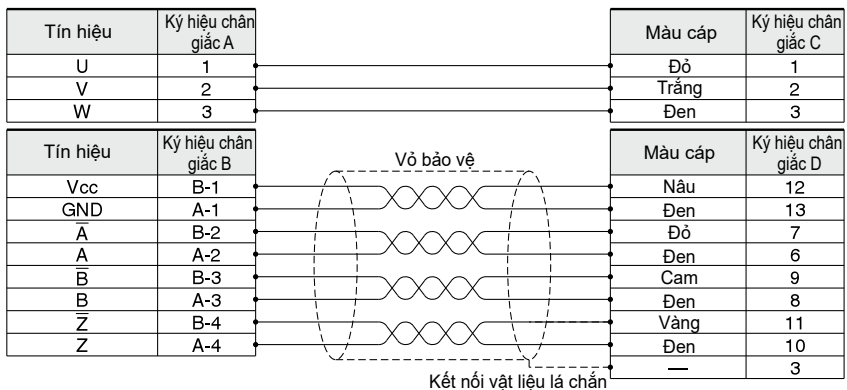 Tín hiệu Ký hiệu chân giắc A Màu cáp Ký hiệu chân giắc C
U 1 Đỏ 1
V 2 Trắng 2
W 3 Đen 3
Tín hiệu Ký hiệu chân giắc B Vỏ bảo vệ Màu cáp Ký hiệu chân giắc D
Vcc B-1 Nâu 12
GND A-1 Đen 13
A̅ B-2 Đỏ 7
A A-2 Đen 6
B̅ B-3 Cam 9
B A-3 Đen 8
Z̅ B-4 Vàng 11
Z A-4 Đen 10
— 3
Kết nối vật liệu lá chắn